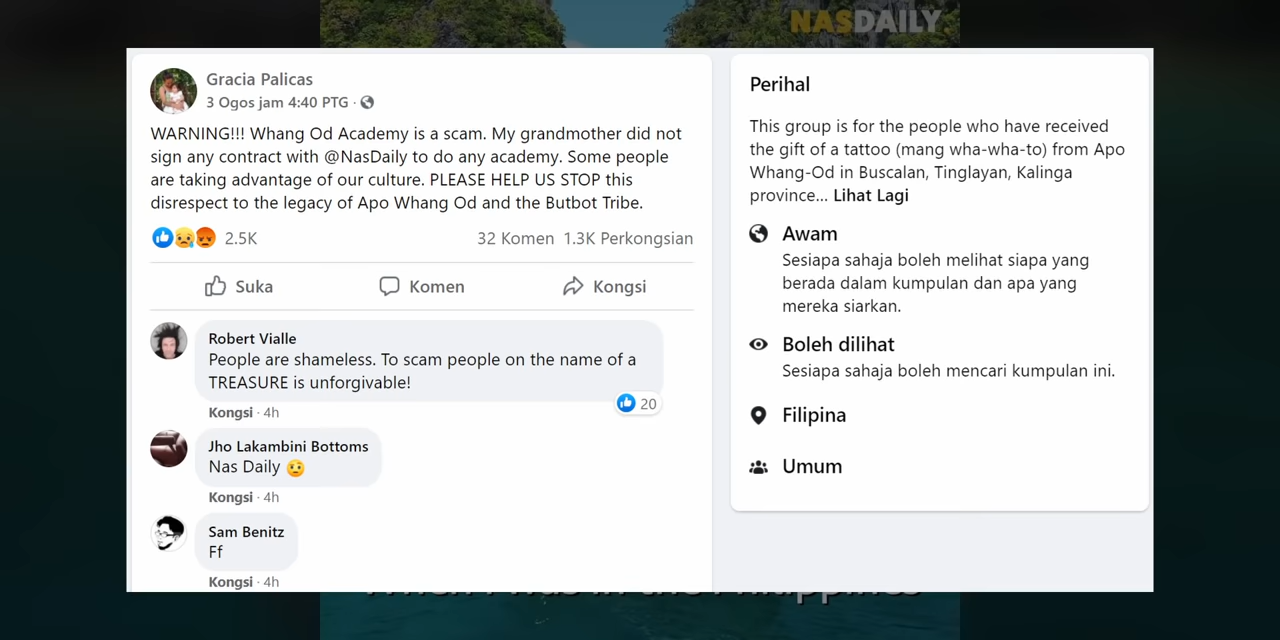 NASDAILY
Gracia Palicas
3 Ogos jam 4:40 PTG ·
WARNING!!! Whang Od Academy is a scam. My grandmother did not
sign any contract with @NasDaily to do any academy. Some people
are taking advantage of our culture. PLEASE HELP US STOP this
disrespect to the legacy of Apo Whang Od and the Butbot Tribe.
2.5K
32 Komen 1.3K Perkongsian
Suka
Komen
Kongsi
Robert Vialle
People are shameless. To scam people on the name of a
TREASURE is unforgivable!
20
Kongsi · 4h
Jho Lakambini Bottoms
Nas Daily 🤨
Kongsi · 4h
Sam Benitz
Ff
Kongsi · 4h
Perihal
This group is for the people who have received
the gift of a tattoo (mang wha-wha-to) from Apo
Whang-Od in Buscalan, Tinglayan, Kalinga
province... Lihat Lagi
Awam
Sesiapa sahaja boleh melihat siapa yang
berada dalam kumpulan dan apa yang
mereka siarkan.
Boleh dilihat
Sesiapa sahaja boleh mencari kumpulan ini.
Filipina
Umum
When I was in the Philippines